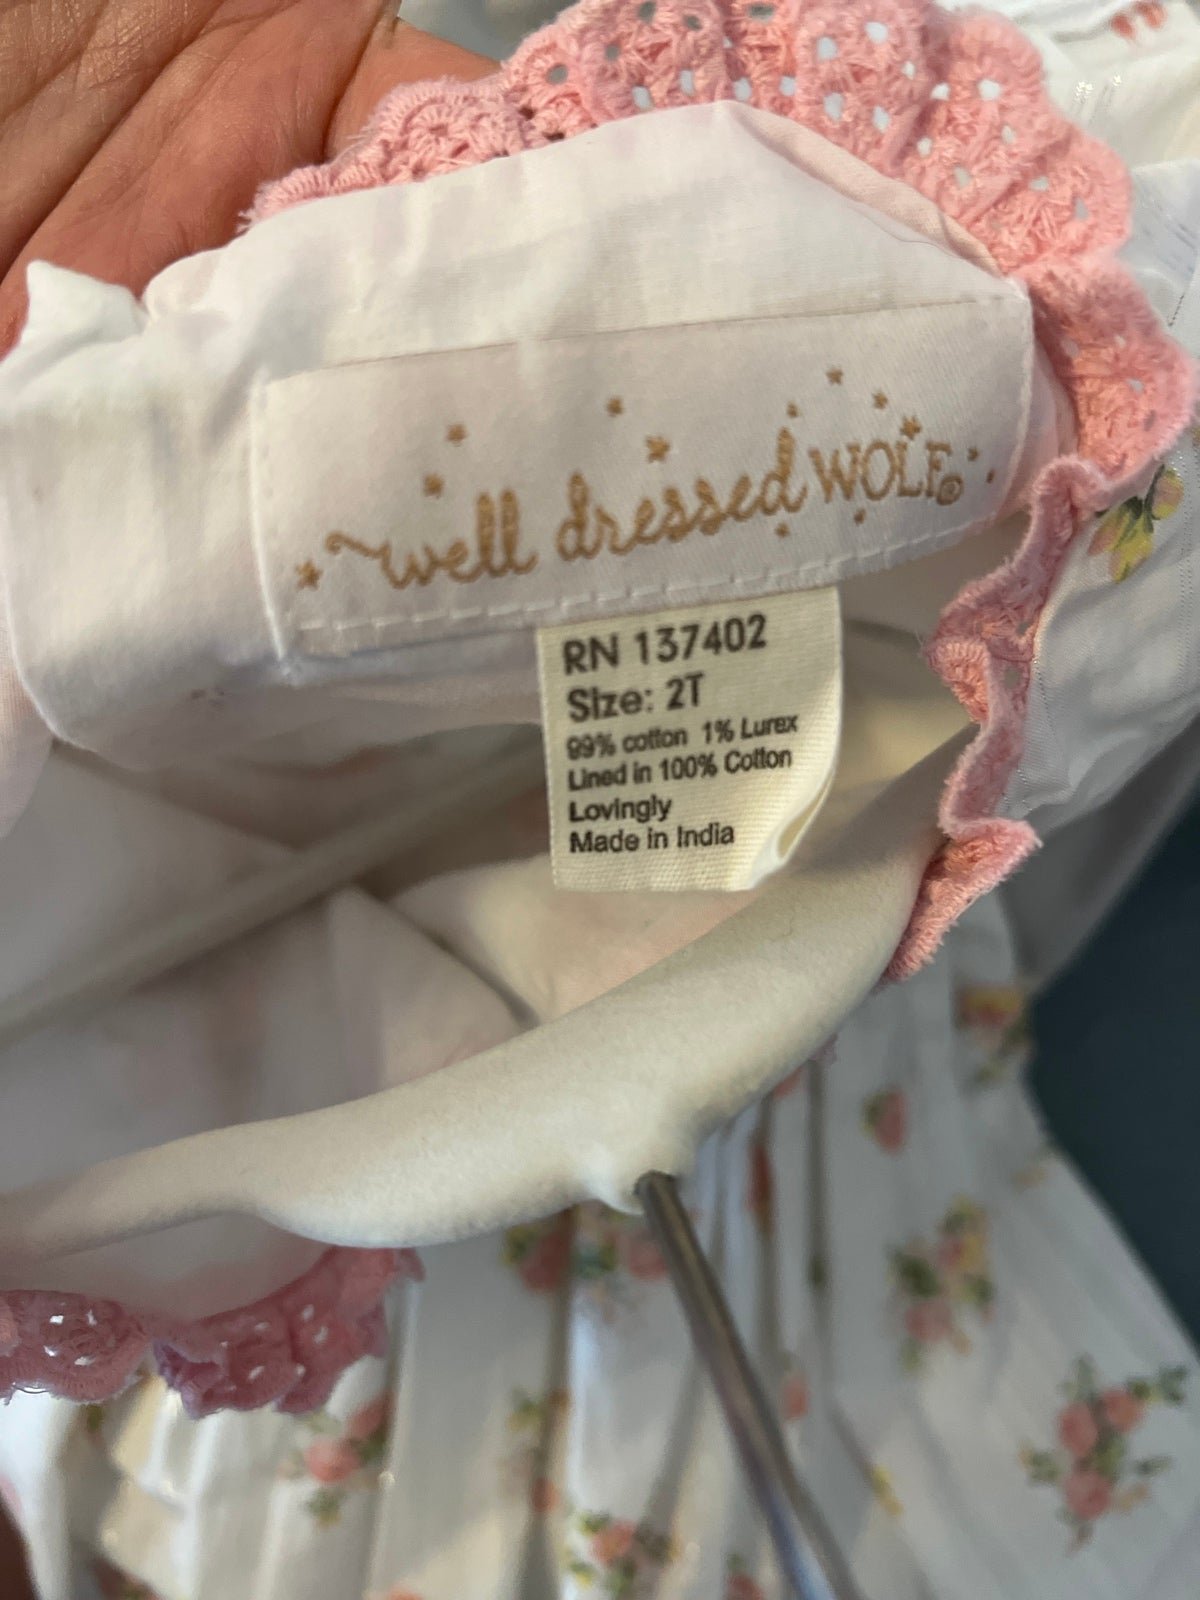 well dressed WOLF®
RN 137402
Size: 2T
99% cotton 1% Lurex
Lined in 100% Cotton
Lovingly
Made in India